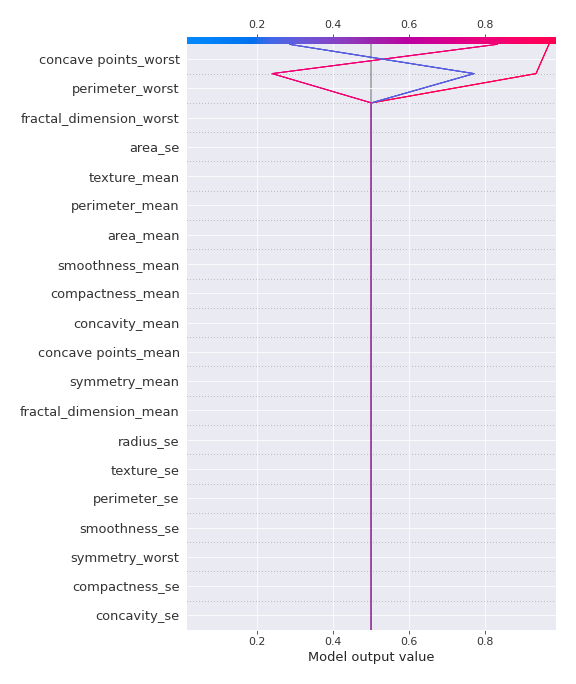 0.2 0.4 0.6 0.8
concave points_worst
perimeter_worst
fractal_dimension_worst
area_se
texture_mean
perimeter_mean
area_mean
smoothness_mean
compactness_mean
concavity_mean
concave points_mean
symmetry_mean
fractal_dimension_mean
radius_se
texture_se
perimeter_se
smoothness_se
symmetry_worst
compactness_se
concavity_se
0.2 0.4 0.6 0.8
Model output value